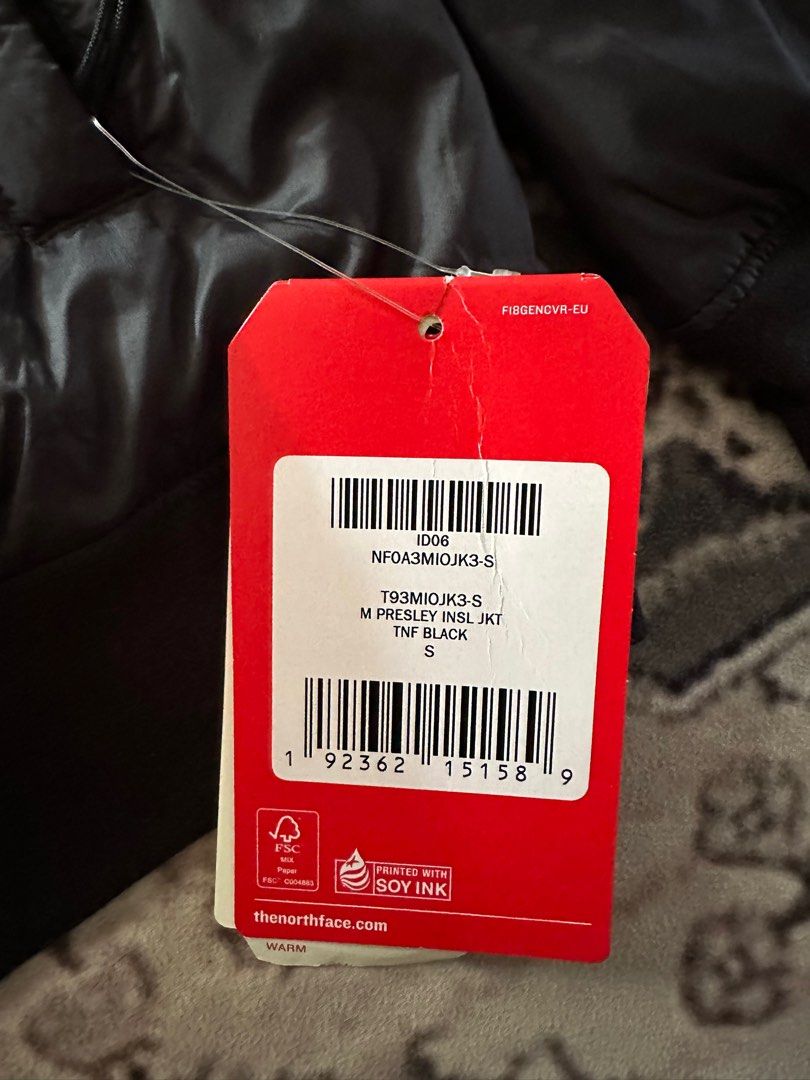 F18GENCVR-EU
ID06
NF0A3MIOJK3-S
T93MIOJK3-S
M PRESLEY INSL JKT
TNF BLACK
S
1 92362 15158 9
FSC
MIX
Paper
FSC® C004883
PRINTED WITH
SOY INK
thenorthface.com
WARM